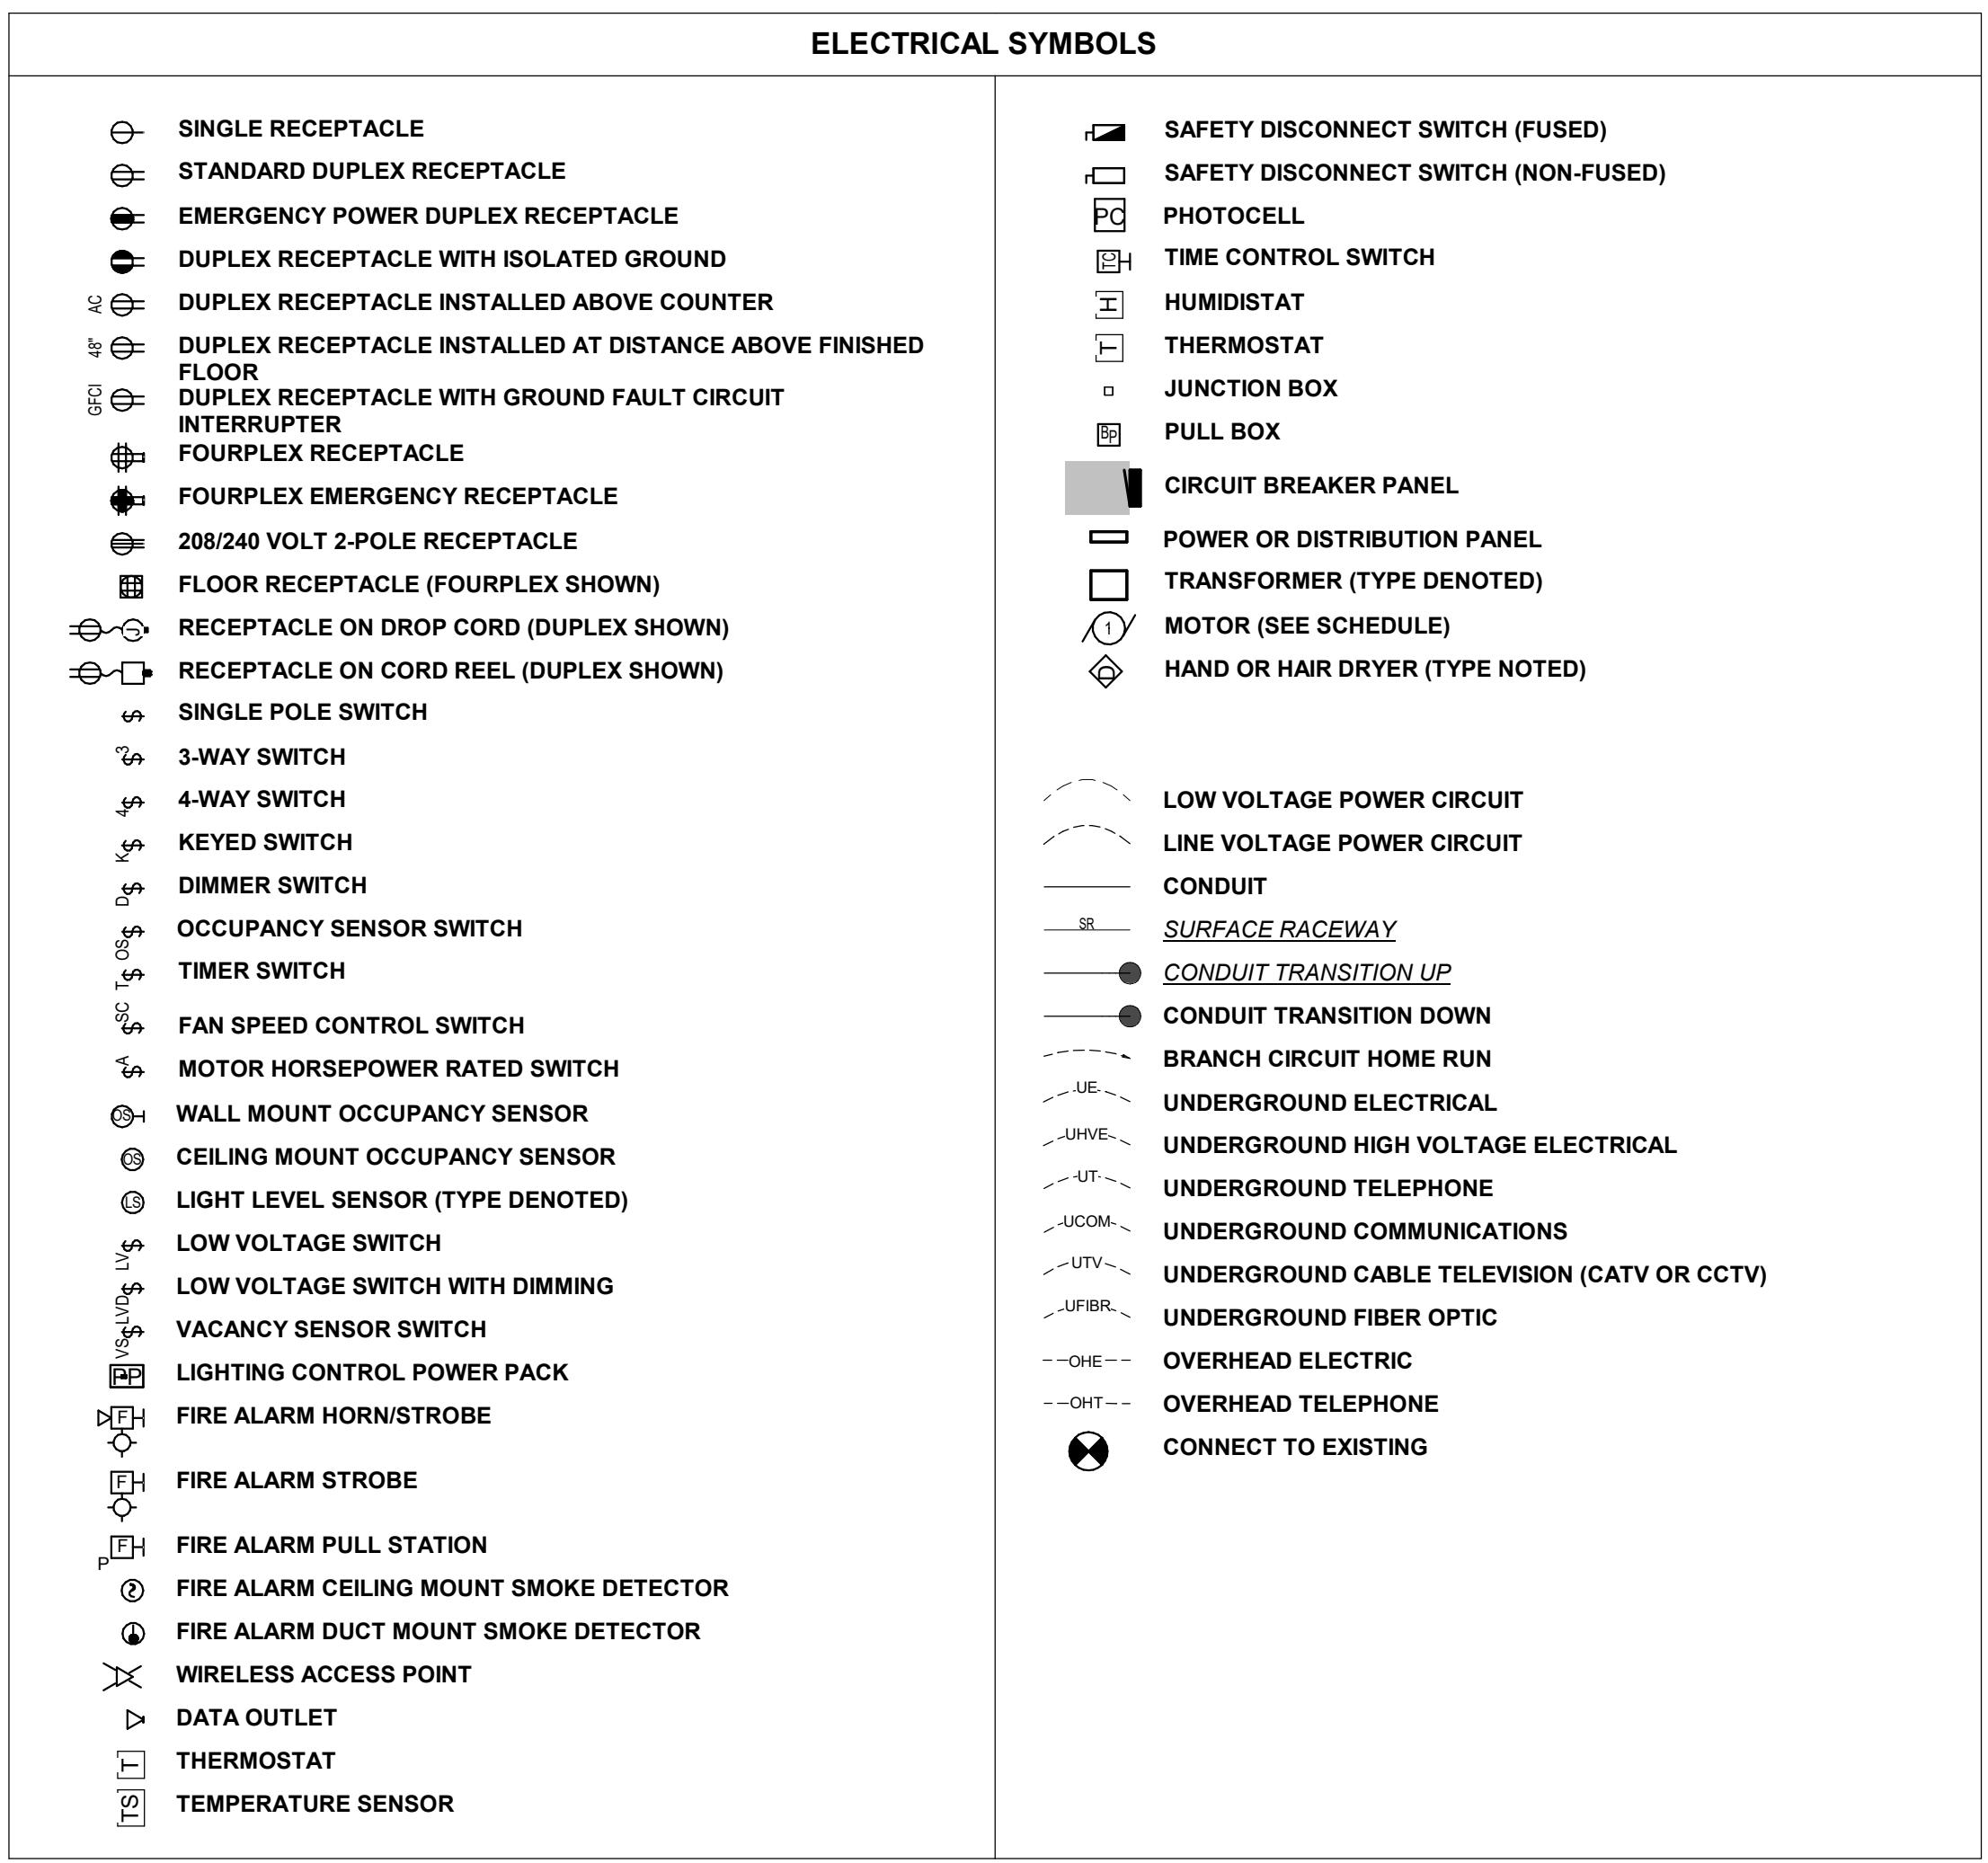 ELECTRICAL SYMBOLS
SINGLE RECEPTACLE
STANDARD DUPLEX RECEPTACLE
EMERGENCY POWER DUPLEX RECEPTACLE
DUPLEX RECEPTACLE WITH ISOLATED GROUND
AC DUPLEX RECEPTACLE INSTALLED ABOVE COUNTER
48" DUPLEX RECEPTACLE INSTALLED AT DISTANCE ABOVE FINISHED
FLOOR
GFCI DUPLEX RECEPTACLE WITH GROUND FAULT CIRCUIT
INTERRUPTER
FOURPLEX RECEPTACLE
FOURPLEX EMERGENCY RECEPTACLE
208/240 VOLT 2-POLE RECEPTACLE
FLOOR RECEPTACLE (FOURPLEX SHOWN)
J RECEPTACLE ON DROP CORD (DUPLEX SHOWN)
RECEPTACLE ON CORD REEL (DUPLEX SHOWN)
$ SINGLE POLE SWITCH
$3 3-WAY SWITCH
4$ 4-WAY SWITCH
K$ KEYED SWITCH
D$ DIMMER SWITCH
OS$ OCCUPANCY SENSOR SWITCH
T$ TIMER SWITCH
$SC FAN SPEED CONTROL SWITCH
$A MOTOR HORSEPOWER RATED SWITCH
OS WALL MOUNT OCCUPANCY SENSOR
OS CEILING MOUNT OCCUPANCY SENSOR
LS LIGHT LEVEL SENSOR (TYPE DENOTED)
LV$ LOW VOLTAGE SWITCH
LVD$ LOW VOLTAGE SWITCH WITH DIMMING
VS$ VACANCY SENSOR SWITCH
PP LIGHTING CONTROL POWER PACK
F FIRE ALARM HORN/STROBE
F FIRE ALARM STROBE
P F FIRE ALARM PULL STATION
FIRE ALARM CEILING MOUNT SMOKE DETECTOR
FIRE ALARM DUCT MOUNT SMOKE DETECTOR
WIRELESS ACCESS POINT
DATA OUTLET
T THERMOSTAT
TS TEMPERATURE SENSOR
SAFETY DISCONNECT SWITCH (FUSED)
SAFETY DISCONNECT SWITCH (NON-FUSED)
PC PHOTOCELL
TC TIME CONTROL SWITCH
H HUMIDISTAT
T THERMOSTAT
JUNCTION BOX
BP PULL BOX
CIRCUIT BREAKER PANEL
POWER OR DISTRIBUTION PANEL
TRANSFORMER (TYPE DENOTED)
1 MOTOR (SEE SCHEDULE)
D HAND OR HAIR DRYER (TYPE NOTED)
LOW VOLTAGE POWER CIRCUIT
LINE VOLTAGE POWER CIRCUIT
CONDUIT
SR SURFACE RACEWAY
CONDUIT TRANSITION UP
CONDUIT TRANSITION DOWN
BRANCH CIRCUIT HOME RUN
UE UNDERGROUND ELECTRICAL
UHVE UNDERGROUND HIGH VOLTAGE ELECTRICAL
UT UNDERGROUND TELEPHONE
UCOM UNDERGROUND COMMUNICATIONS
UTV UNDERGROUND CABLE TELEVISION (CATV OR CCTV)
UFIBR UNDERGROUND FIBER OPTIC
OHE OVERHEAD ELECTRIC
OHT OVERHEAD TELEPHONE
CONNECT TO EXISTING